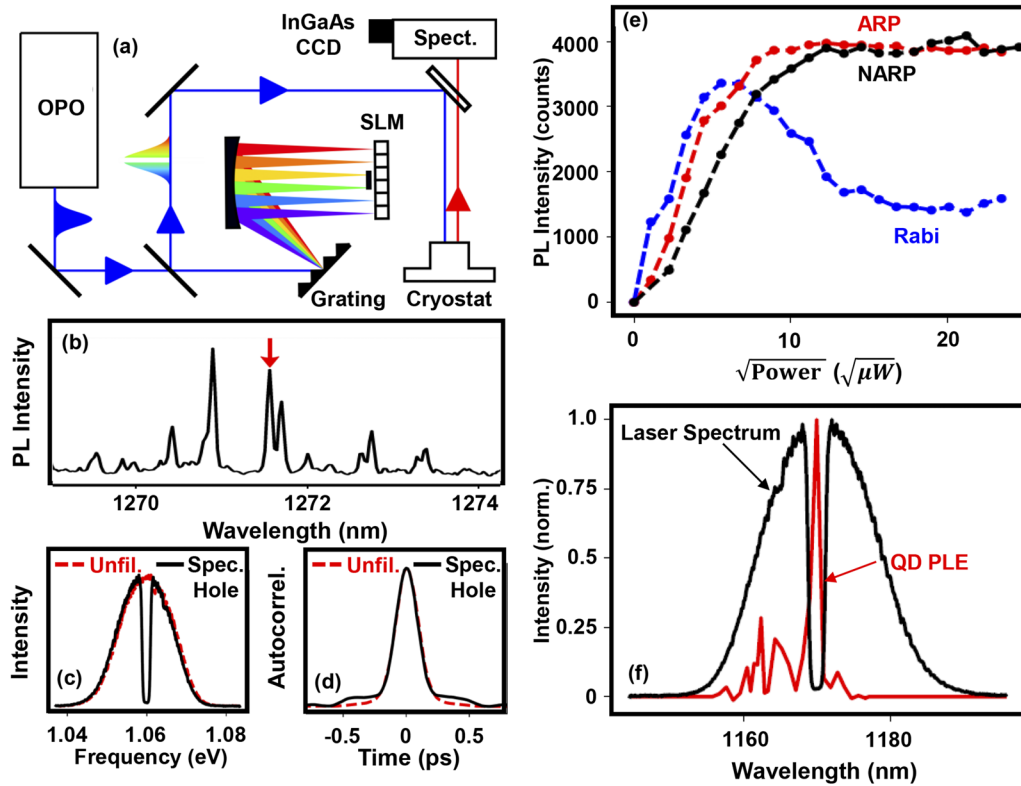 (a)
OPO
InGaAs
CCD
Spect.
SLM
Grating
Cryostat
(b)
PL Intensity
1270
1272
1274
Wavelength (nm)
(c)
Unfil.
Spec.
Hole
Intensity
1.04
1.06
1.08
Frequency (eV)
(d)
Unfil.
Spec.
Hole
Autocorrel.
-0.5
0
0.5
Time (ps)
(e)
ARP
NARP
Rabi
PL Intensity (counts)
4000
3000
2000
1000
0
0
10
20
√Power (√μW)
(f)
Laser Spectrum
QD PLE
Intensity (norm.)
1.0
0.75
0.5
0.25
0
1160
1180
Wavelength (nm)